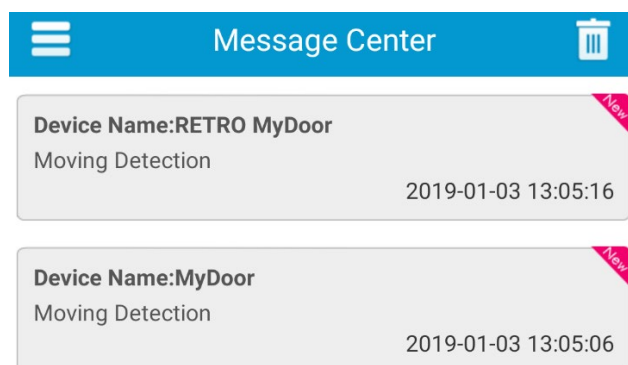 Message Center
New
Device Name:RETRO MyDoor
Moving Detection
2019-01-03 13:05:16
New
Device Name:MyDoor
Moving Detection
2019-01-03 13:05:06